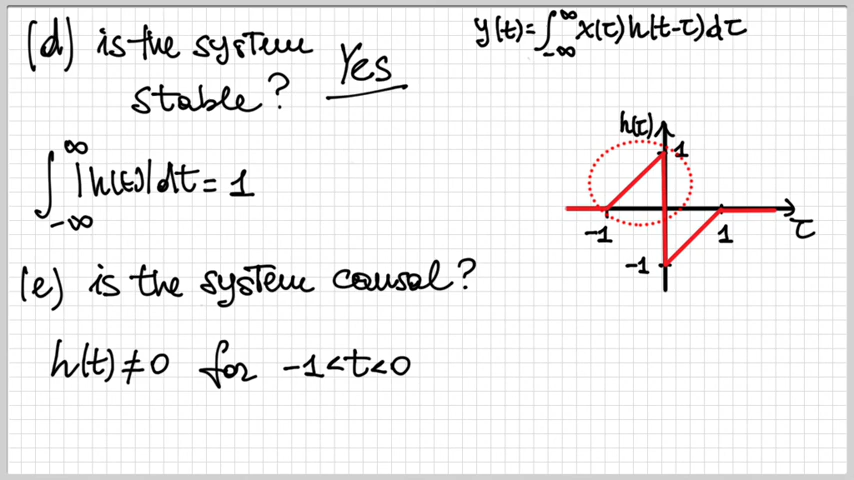 (d) is the system
stable? Yes
y(t)=∫_{-∞}^{∞} x(τ)h(t-τ)dτ
∫_{-∞}^{∞} |h(t)|dt = 1
h(τ)
1
-1
1
τ
-1
(e) is the system causal?
h(t)≠0 for -1<t<0